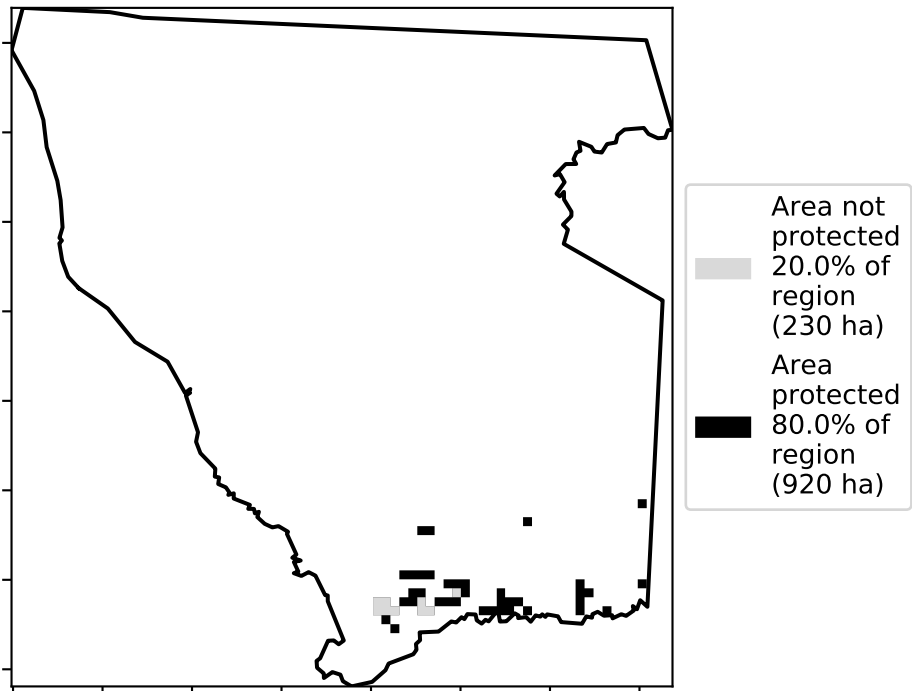 Area not
protected
20.0% of
region
(230 ha)
Area
protected
80.0% of
region
(920 ha)